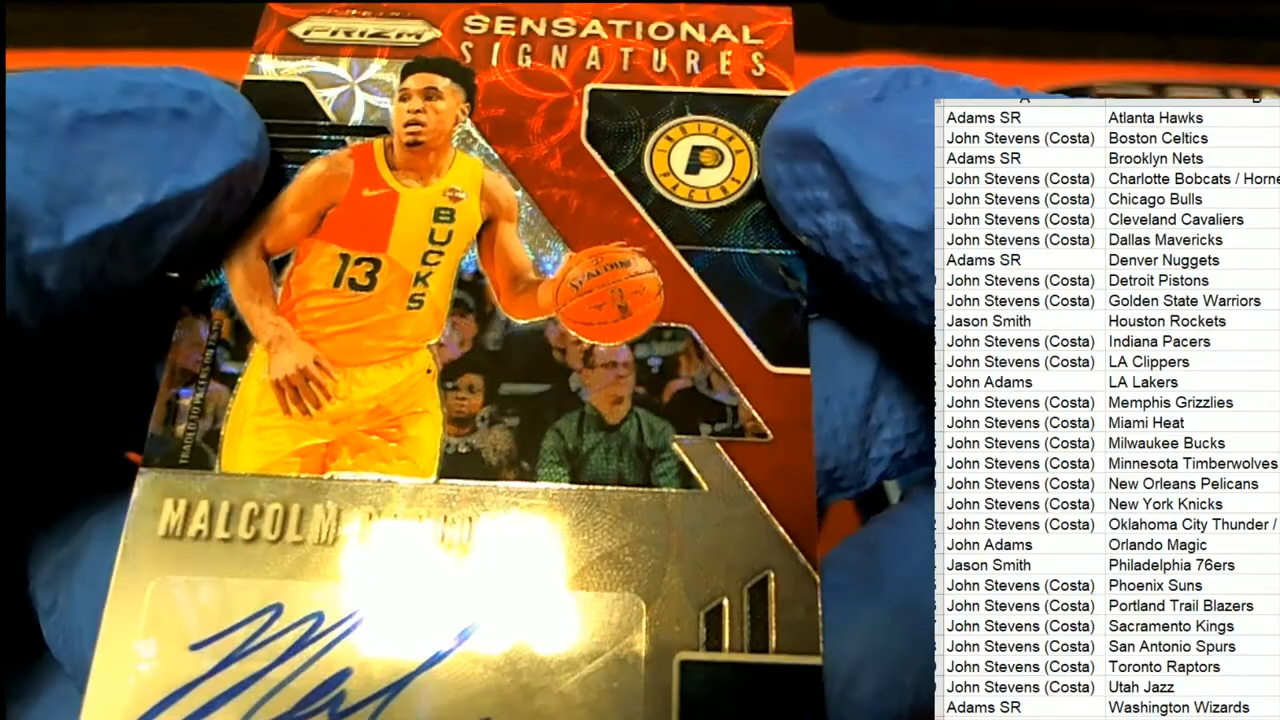 PANINI
PRIZM
SENSATIONAL
SIGNATURES
INDIANA
P
PACERS
13
BUCKS
SPALDING
MALCOLM
A
B
Adams SR Atlanta Hawks
John Stevens (Costa) Boston Celtics
Adams SR Brooklyn Nets
John Stevens (Costa) Charlotte Bobcats / Horne
John Stevens (Costa) Chicago Bulls
John Stevens (Costa) Cleveland Cavaliers
John Stevens (Costa) Dallas Mavericks
Adams SR Denver Nuggets
John Stevens (Costa) Detroit Pistons
John Stevens (Costa) Golden State Warriors
Jason Smith Houston Rockets
John Stevens (Costa) Indiana Pacers
John Stevens (Costa) LA Clippers
John Adams LA Lakers
John Stevens (Costa) Memphis Grizzlies
John Stevens (Costa) Miami Heat
John Stevens (Costa) Milwaukee Bucks
John Stevens (Costa) Minnesota Timberwolves
John Stevens (Costa) New Orleans Pelicans
John Stevens (Costa) New York Knicks
John Stevens (Costa) Oklahoma City Thunder /
John Adams Orlando Magic
Jason Smith Philadelphia 76ers
John Stevens (Costa) Phoenix Suns
John Stevens (Costa) Portland Trail Blazers
John Stevens (Costa) Sacramento Kings
John Stevens (Costa) San Antonio Spurs
John Stevens (Costa) Toronto Raptors
John Stevens (Costa) Utah Jazz
Adams SR Washington Wizards